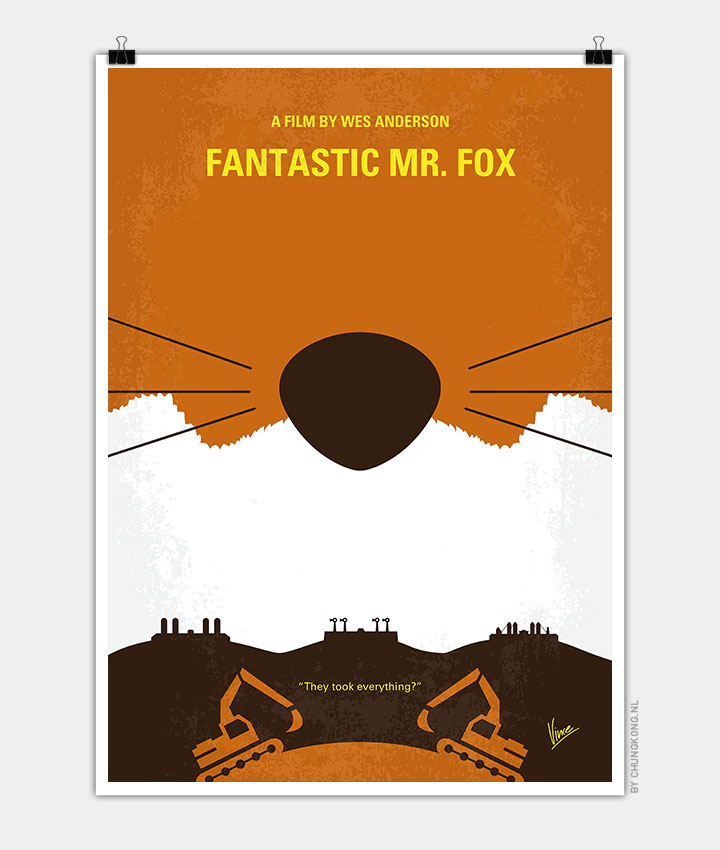 A FILM BY WES ANDERSON
FANTASTIC MR. FOX
“They took everything?”
Vince
BY CHUNGKONG.NL